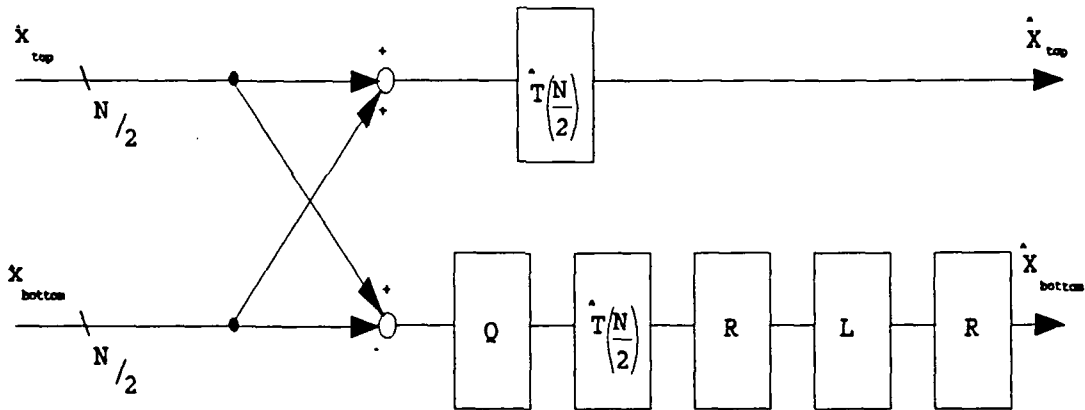 x̂ top
X̂ top
N/2
+
+
T̂(N/2)
x̂ bottom
X̂ bottom
N/2
+
-
Q
T̂(N/2)
R
L
R